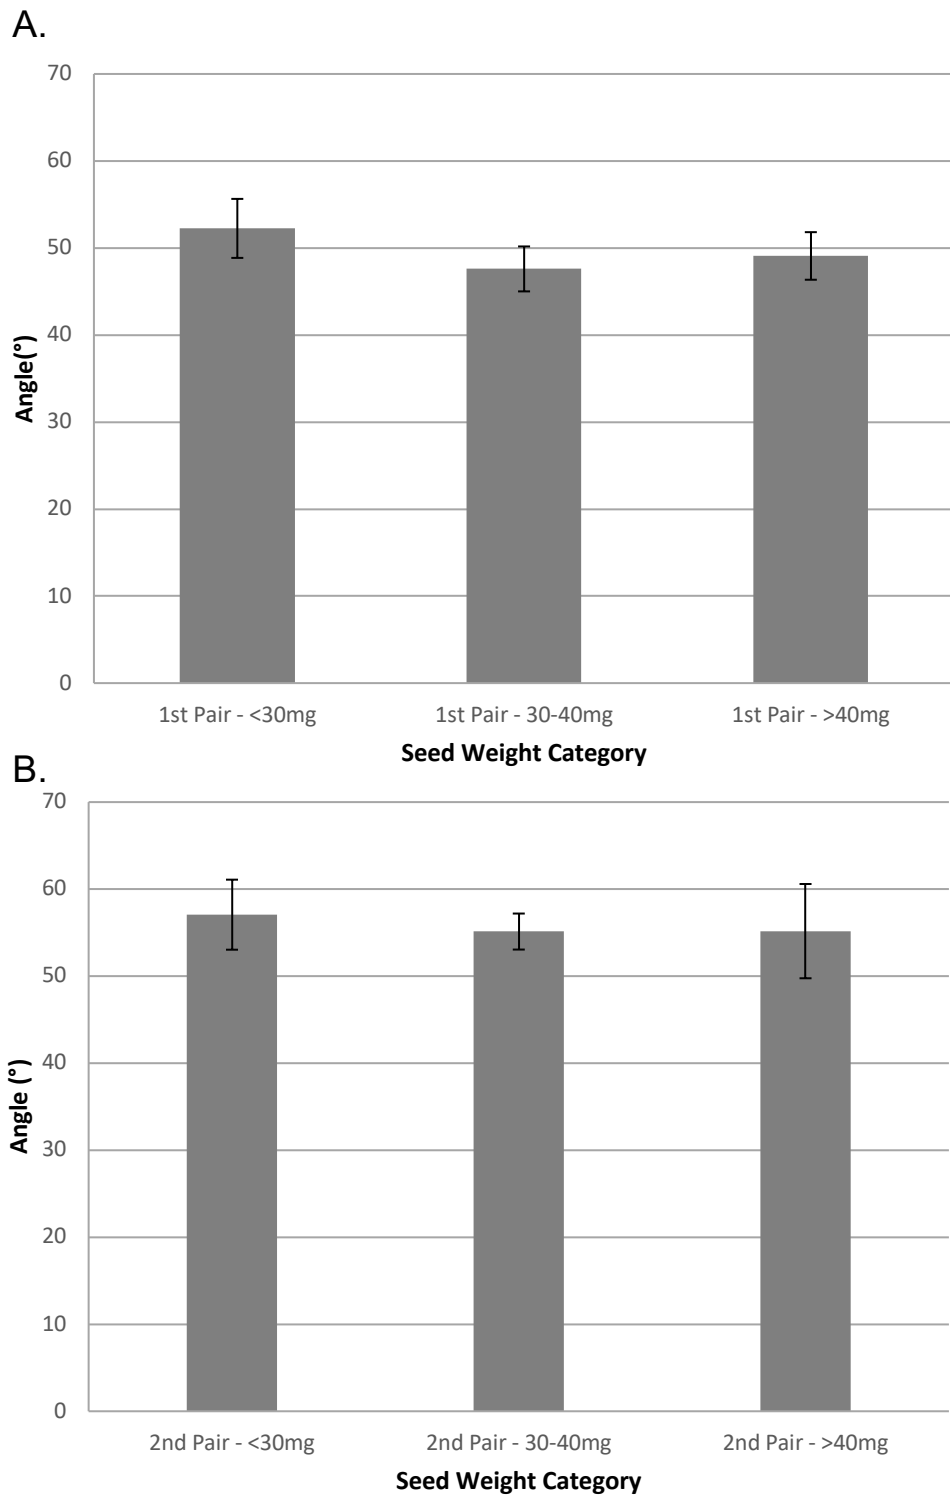 A.
70
60
50
40
30
20
10
0
Angle(°)
1st Pair - <30mg 1st Pair - 30-40mg 1st Pair - >40mg
Seed Weight Category
B.
70
60
50
40
30
20
10
0
Angle (°)
2nd Pair - <30mg 2nd Pair - 30-40mg 2nd Pair - >40mg
Seed Weight Category